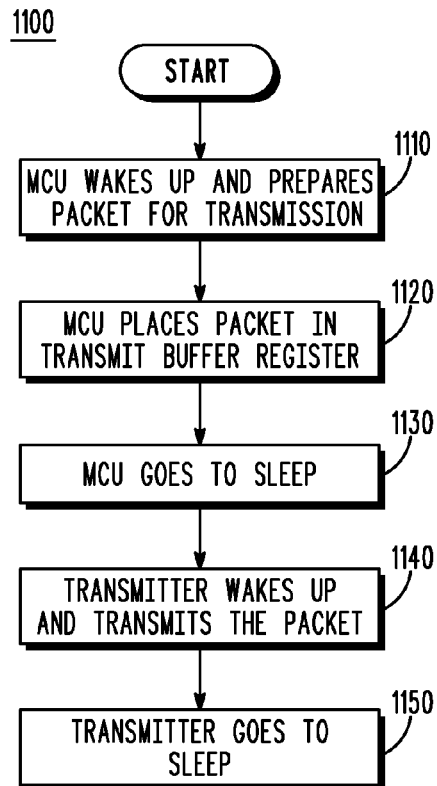 1100
START
1110
MCU WAKES UP AND PREPARES
PACKET FOR TRANSMISSION
1120
MCU PLACES PACKET IN
TRANSMIT BUFFER REGISTER
1130
MCU GOES TO SLEEP
1140
TRANSMITTER WAKES UP
AND TRANSMITS THE PACKET
1150
TRANSMITTER GOES TO
SLEEP